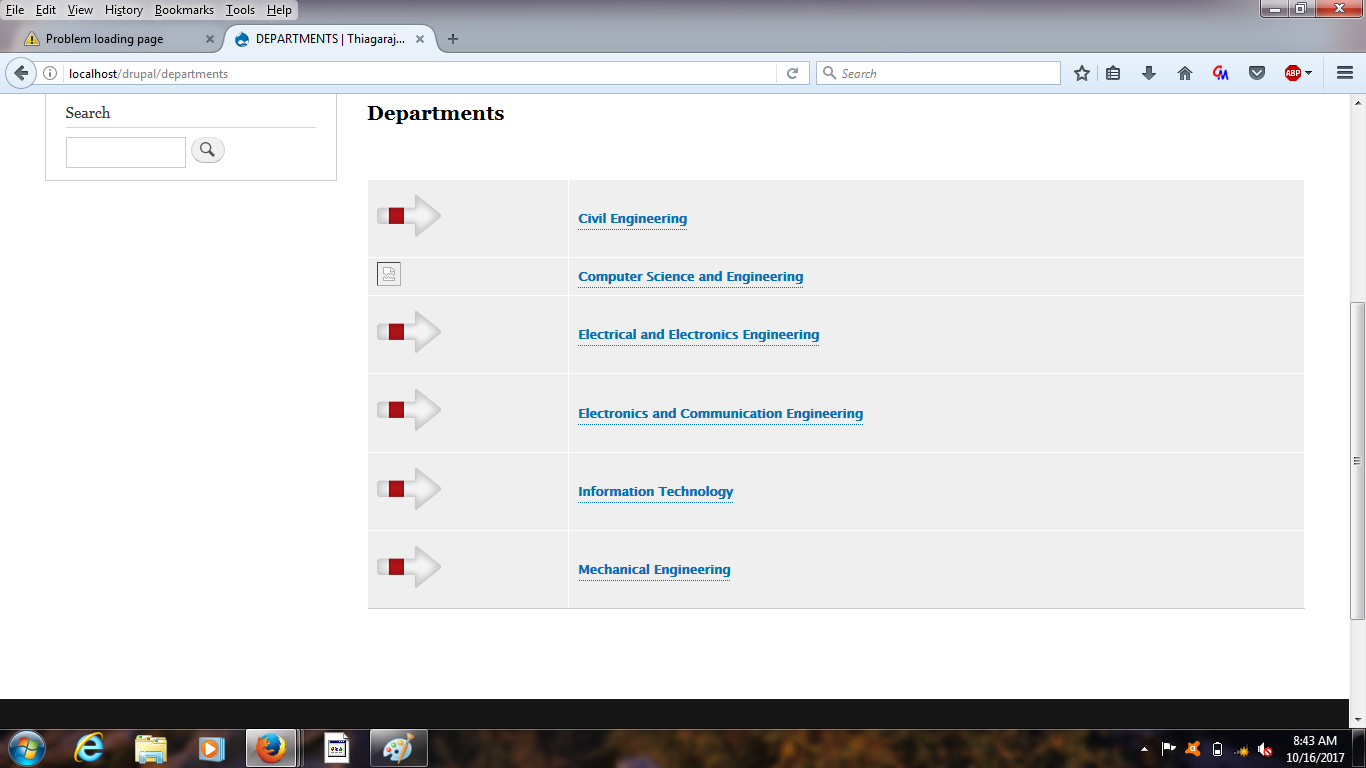 File Edit View History Bookmarks Tools Help
Problem loading page
DEPARTMENTS | Thiagaraj...
localhost/drupal/departments
Search
ABP
Search
Departments
Civil Engineering
Computer Science and Engineering
Electrical and Electronics Engineering
Electronics and Communication Engineering
Information Technology
Mechanical Engineering
8:43 AM
10/16/2017